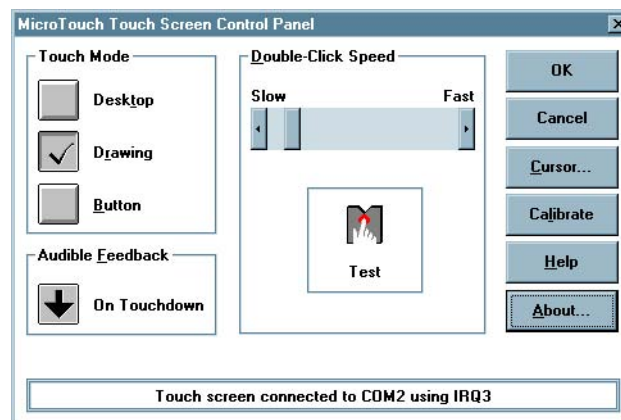 MicroTouch Touch Screen Control Panel
Touch Mode
Desktop
Drawing
Button
Audible Feedback
On Touchdown
Double-Click Speed
Slow Fast
Test
OK
Cancel
Cursor...
Calibrate
Help
About...
Touch screen connected to COM2 using IRQ3